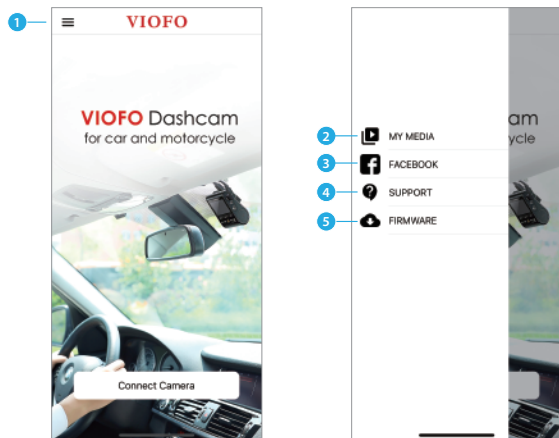 1
VIOFO
VIOFO Dashcam
for car and motorcycle
Connect Camera
2 MY MEDIA
3 FACEBOOK
4 SUPPORT
5 FIRMWARE
am
ycle